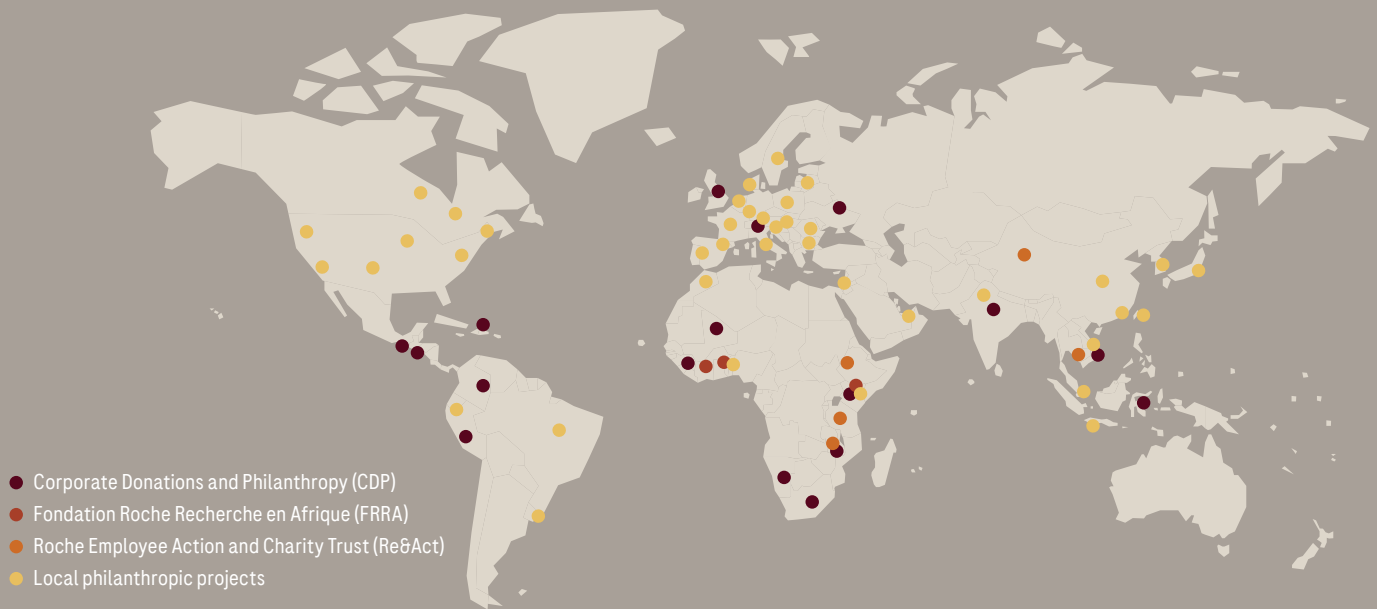 Corporate Donations and Philanthropy (CDP)
Fondation Roche Recherche en Afrique (FRRA)
Roche Employee Action and Charity Trust (Re&Act)
Local philanthropic projects